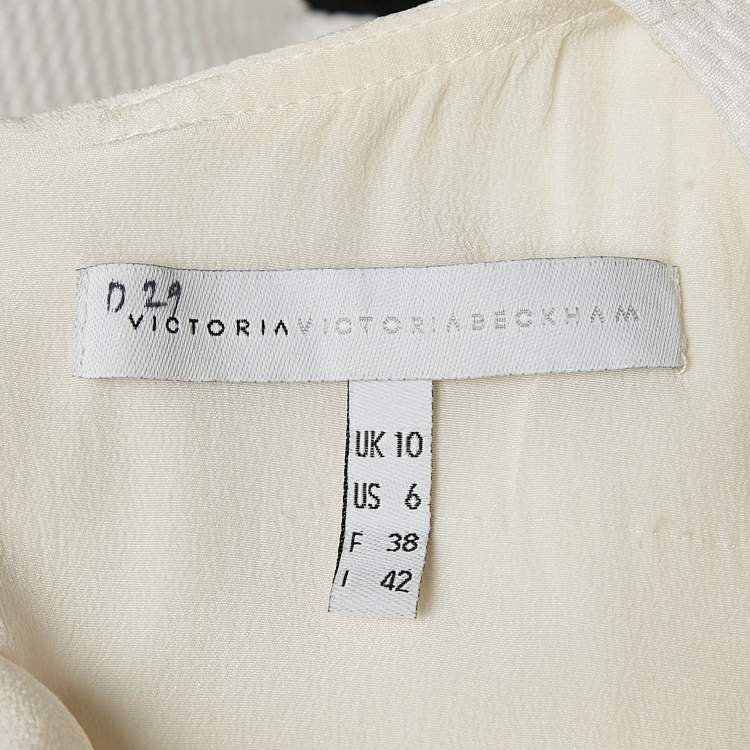 D 29
VICTORIAVICTORIABECKHAM
UK 10
US 6
F 38
I 42